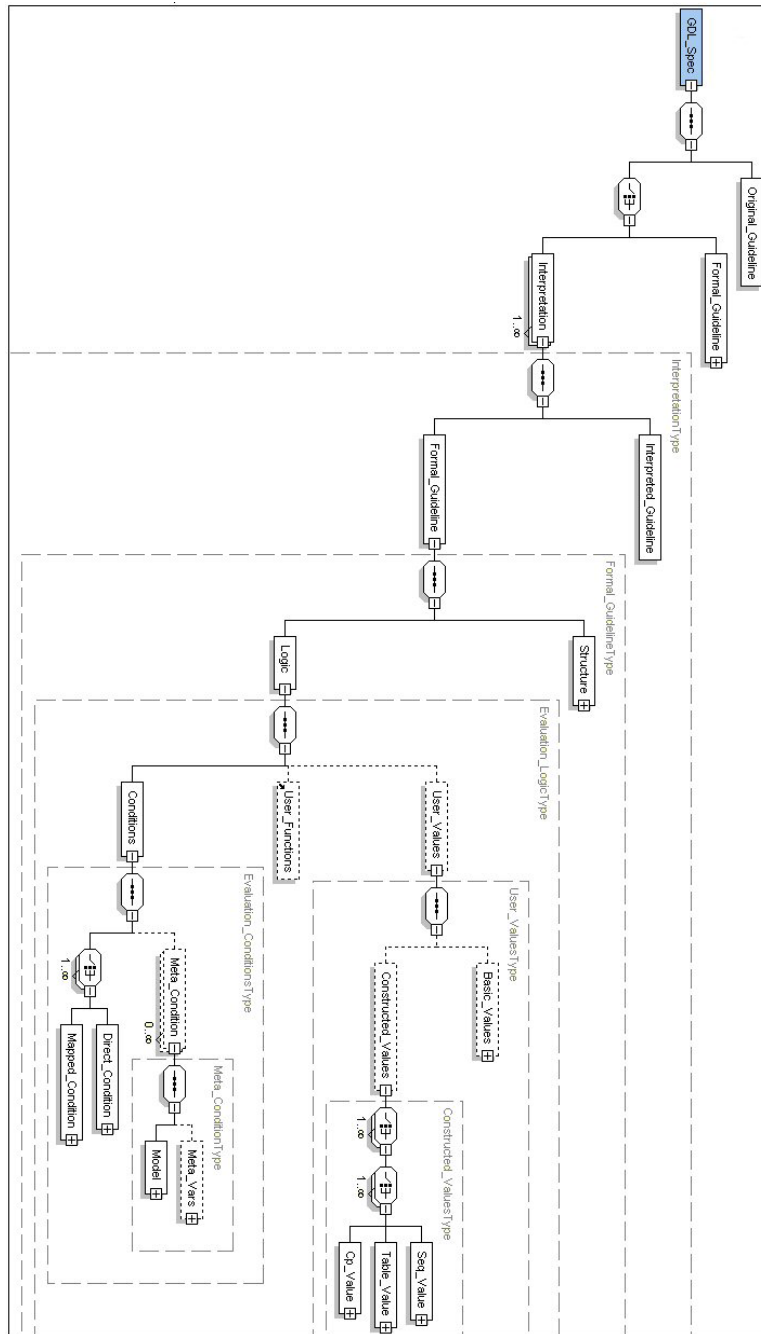 GDL_Spec
Original_Guideline
Formal_Guideline
Interpretation
1..∞
InterpretationType
Interpreted_Guideline
Formal_Guideline
Formal_GuidelineType
Structure
Logic
Evaluation_LogicType
User_Values
User_ValuesType
Basic_Values
Constructed_Values
Constructed_ValuesType
1..∞
1..∞
Seq_Value
Table_Value
Cp_Value
User_Functions
Conditions
Evaluation_ConditionsType
Meta_Condition
0..∞
Meta_ConditionType
Meta_Vars
Model
1..∞
Direct_Condition
Mapped_Condition